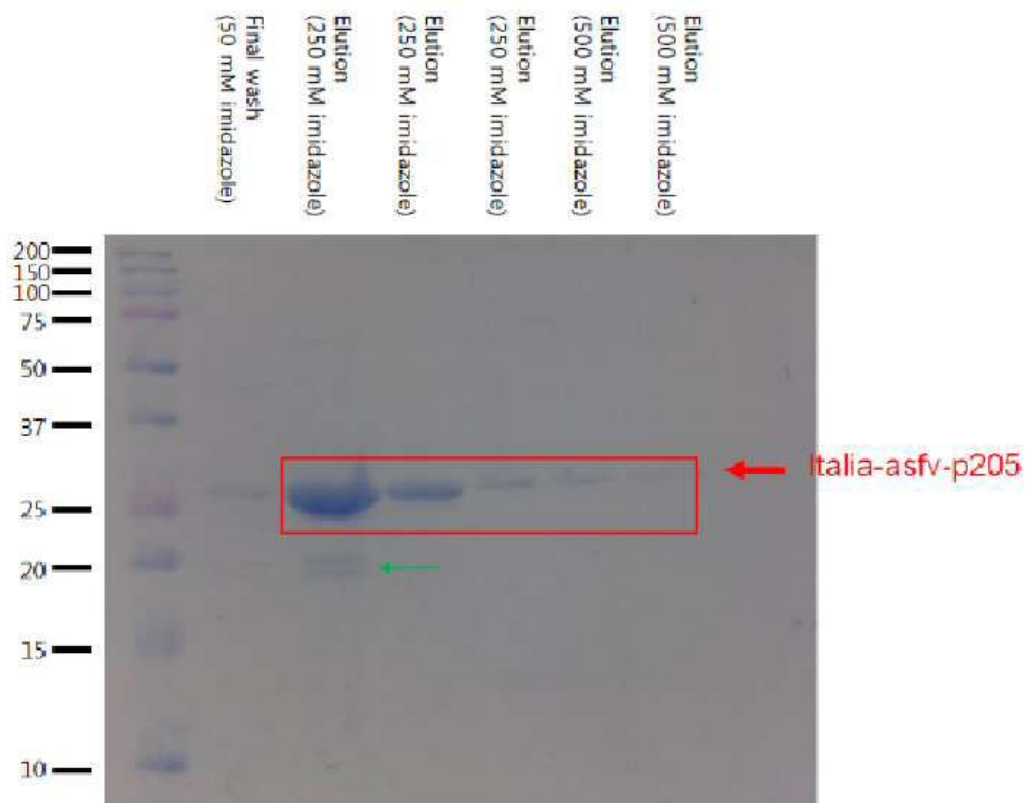 Final wash
(50 mM imidazole)
Elution
(250 mM imidazole)
Elution
(250 mM imidazole)
Elution
(250 mM imidazole)
Elution
(500 mM imidazole)
Elution
(500 mM imidazole)
200
150
100
75
50
37
25
20
15
10
Italia-asfv-p205